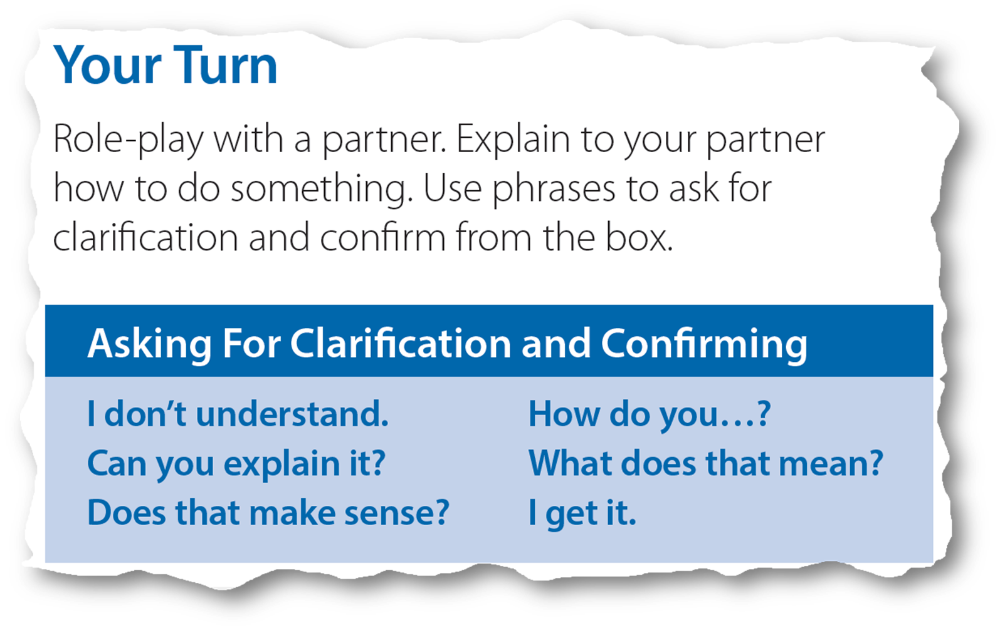 Your Turn
Role-play with a partner. Explain to your partner
how to do something. Use phrases to ask for
clarification and confirm from the box.
Asking For Clarification and Confirming
I don’t understand.
Can you explain it?
Does that make sense?
How do you…?
What does that mean?
I get it.